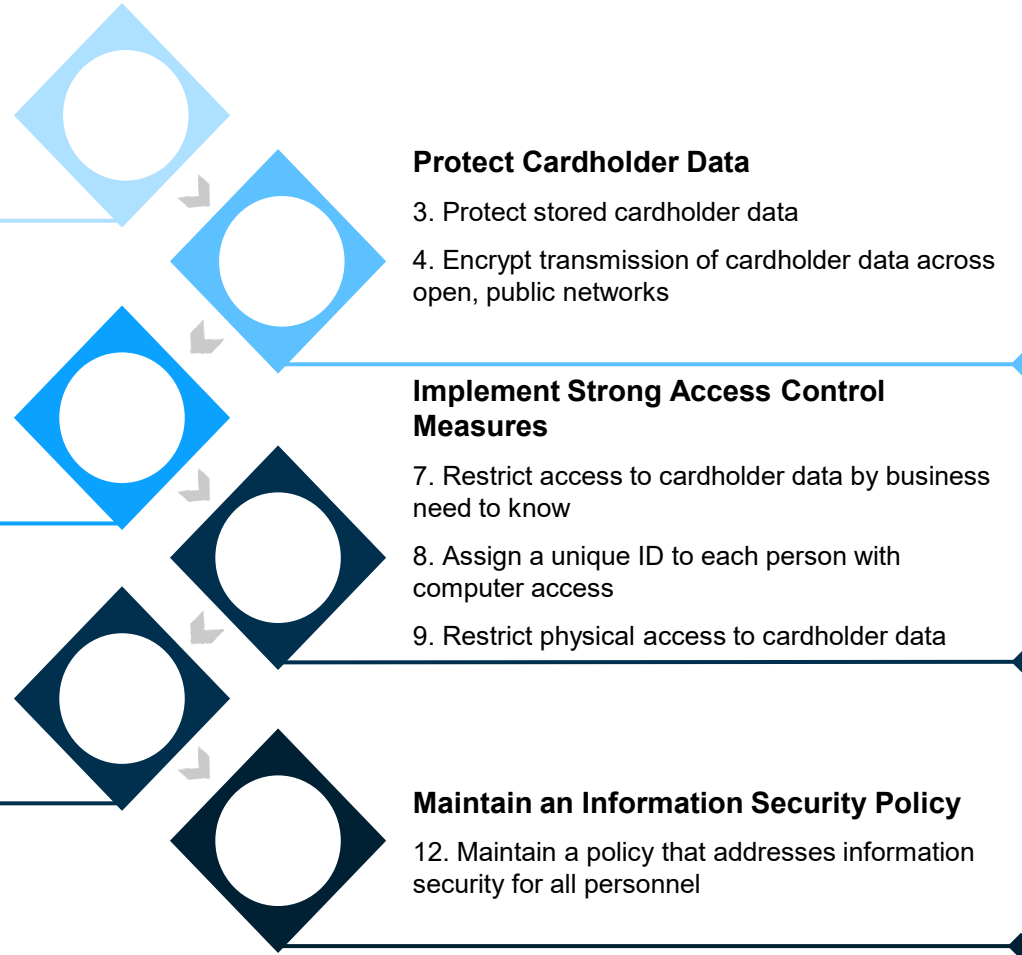 Protect Cardholder Data
3. Protect stored cardholder data
4. Encrypt transmission of cardholder data across
open, public networks
Implement Strong Access Control
Measures
7. Restrict access to cardholder data by business
need to know
8. Assign a unique ID to each person with
computer access
9. Restrict physical access to cardholder data
Maintain an Information Security Policy
12. Maintain a policy that addresses information
security for all personnel